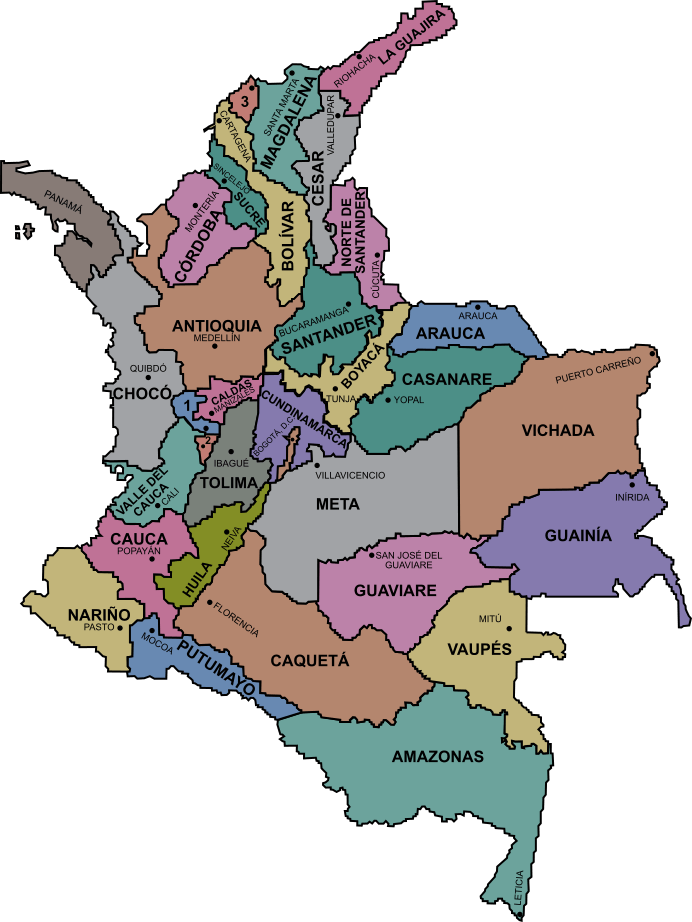 LA GUAJIRA
RIOHACHA
SANTA MARTA
MAGDALENA
3
CARTAGENA
VALLEDUPAR
CESAR
PANAMÁ
SINCELEJO
SUCRE
MONTERÍA
CÓRDOBA
BOLÍVAR
NORTE DE
SANTANDER
CÚCUTA
BUCARAMANGA
SANTANDER
ARAUCA
ARAUCA
ANTIOQUIA
MEDELLÍN
BOYACA
TUNJA
CASANARE
YOPAL
PUERTO CARREÑO
VICHADA
QUIBDÓ
CHOCÓ
CALDAS
MANIZALES
1
2
CUNDINAMARCA
BOGOTÁ, D.C.
IBAGUÉ
TOLIMA
VILLAVICENCIO
META
VALLE DEL
CAUCA
CALI
INÍRIDA
GUAINÍA
CAUCA
POPAYÁN
NEIVA
HUILA
SAN JOSÉ DEL
GUAVIARE
GUAVIARE
NARIÑO
PASTO
MOCOA
PUTUMAYO
FLORENCIA
CAQUETÁ
MITÚ
VAUPÉS
AMAZONAS
LETICIA